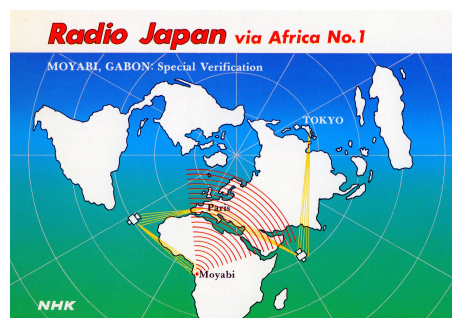 Radio Japan via Africa No.1
MOYABI, GABON: Special Verification
TOKYO
Paris
Moyabi
NHK